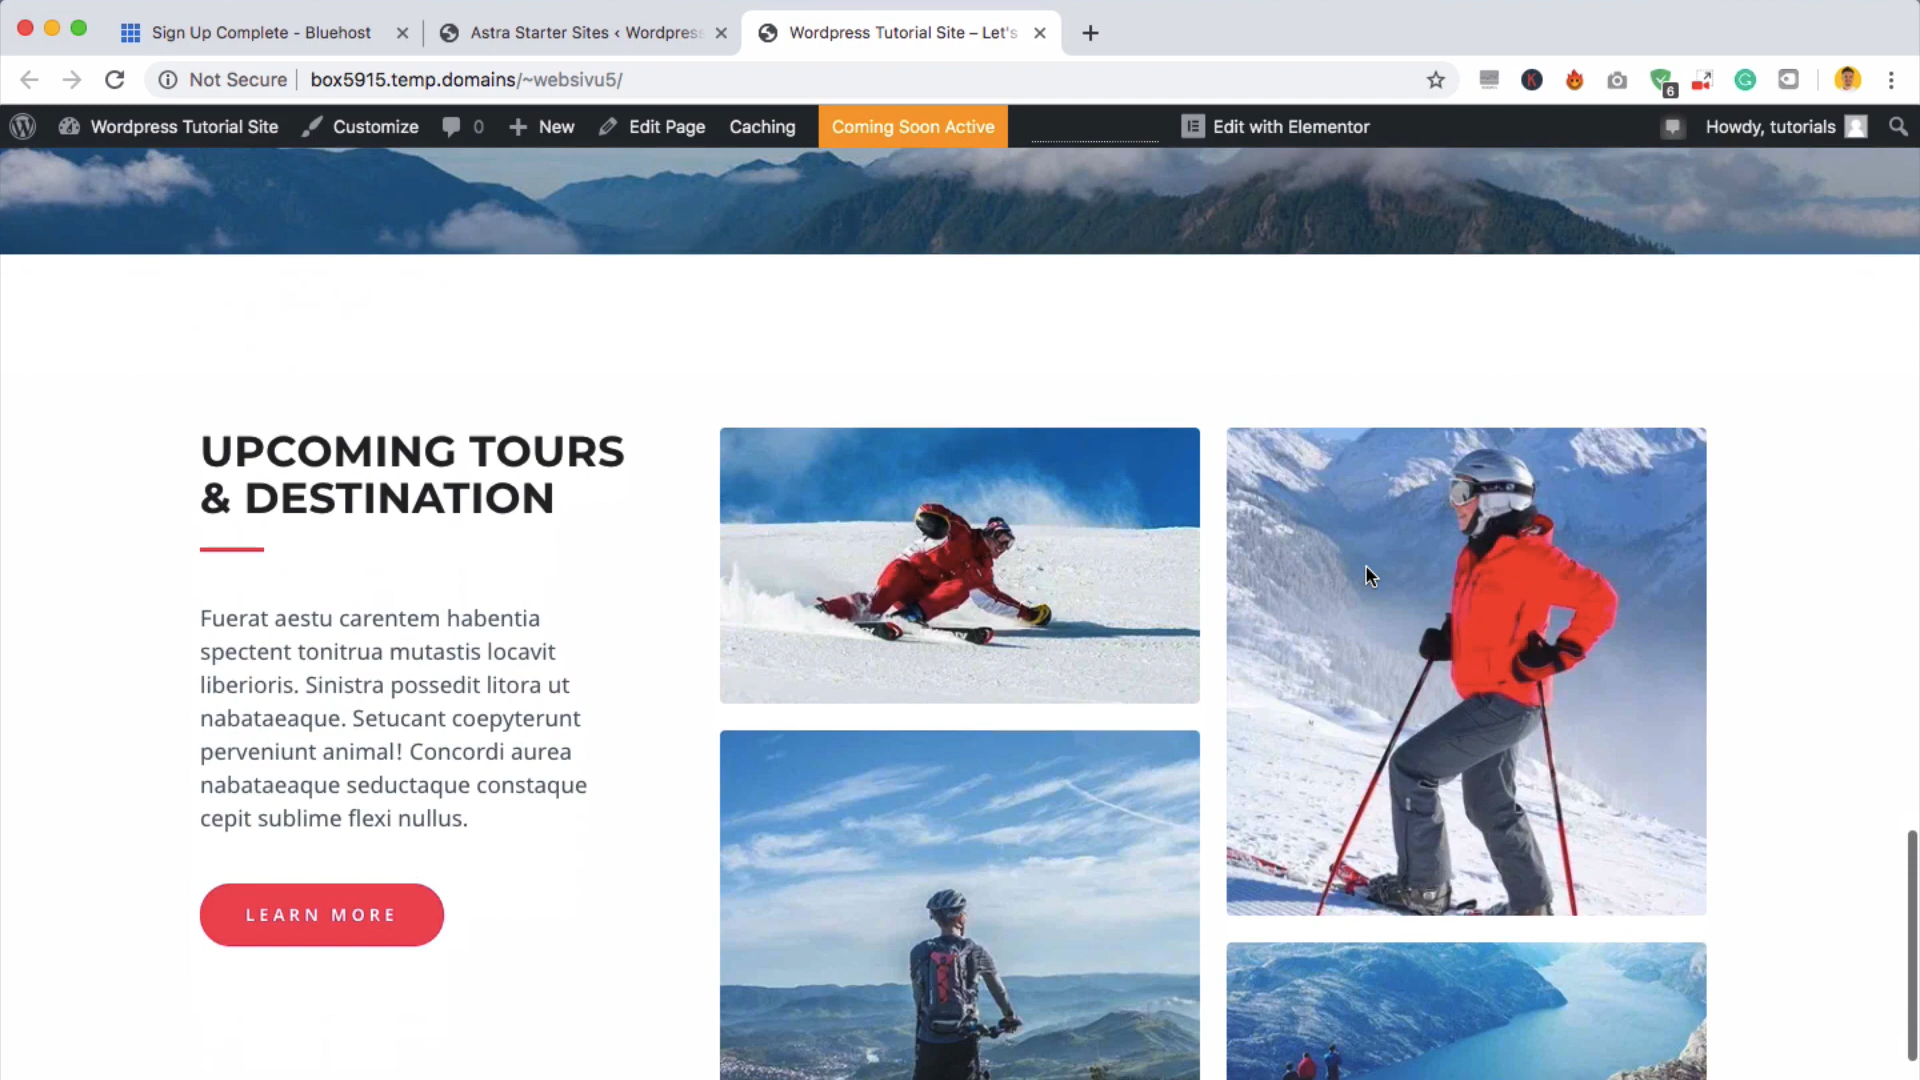 Sign Up Complete - Bluehost
Astra Starter Sites ‹ Wordpress
Wordpress Tutorial Site – Let's
Not Secure
box5915.temp.domains/~websivu5/
6
Wordpress Tutorial Site
Customize
0
New
Edit Page
Caching
Coming Soon Active
Edit with Elementor
Howdy, tutorials
UPCOMING TOURS
& DESTINATION
Fuerat aestu carentem habentia
spectent tonitrua mutastis locavit
liberioris. Sinistra possedit litora ut
nabataeaque. Setucant coepyterunt
perveniunt animal! Concordi aurea
nabataeaque seductaque constaque
cepit sublime flexi nullus.
LEARN MORE